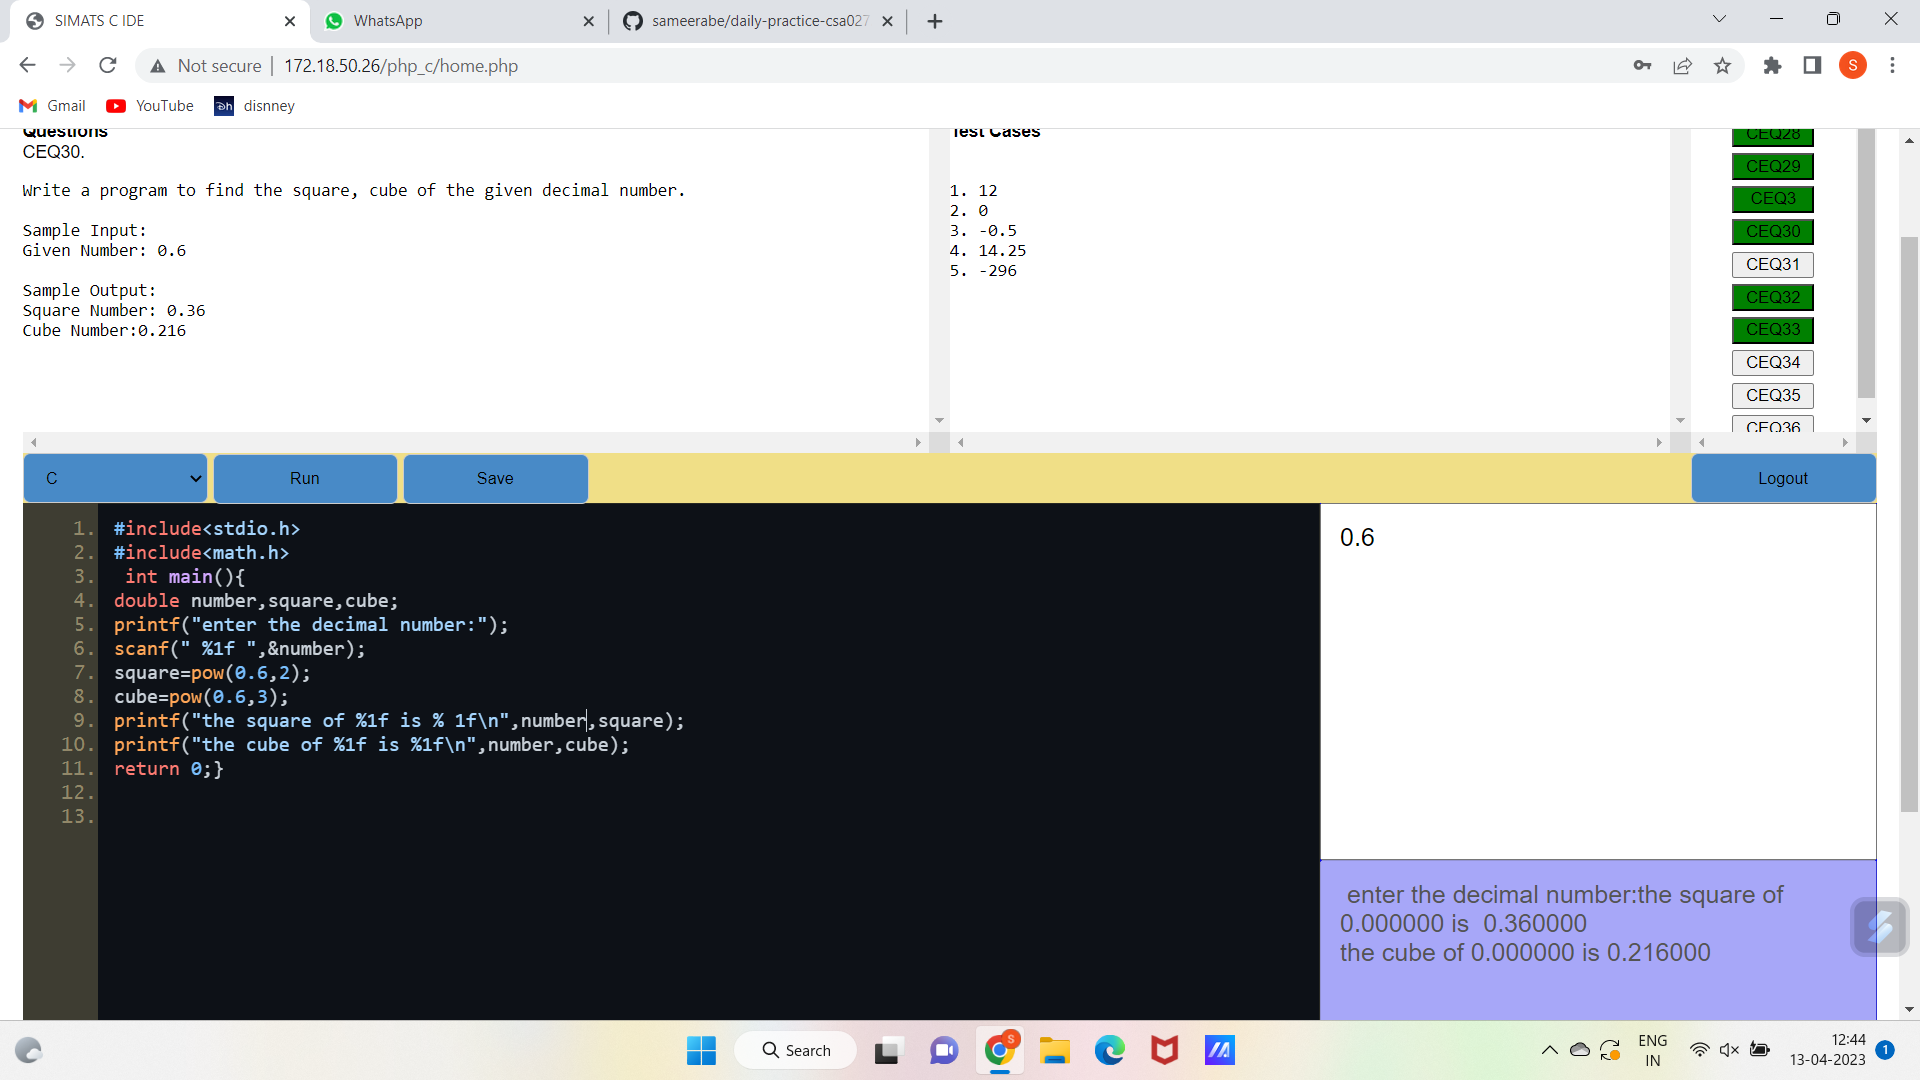 SIMATS C IDE
WhatsApp
sameerabe/daily-practice-csa027
Not secure | 172.18.50.26/php_c/home.php
S
Gmail
YouTube
disnney
Questions
CEQ30.
Write a program to find the square, cube of the given decimal number.
Sample Input:
Given Number: 0.6
Sample Output:
Square Number: 0.36
Cube Number:0.216
Test Cases
1. 12
2. 0
3. -0.5
4. 14.25
5. -296
CEQ28
CEQ29
CEQ3
CEQ30
CEQ31
CEQ32
CEQ33
CEQ34
CEQ35
CEQ36
C
Run
Save
Logout
1. #include<stdio.h>
2. #include<math.h>
3. int main(){
4. double number,square,cube;
5. printf("enter the decimal number:");
6. scanf(" %1f ",&number);
7. square=pow(0.6,2);
8. cube=pow(0.6,3);
9. printf("the square of %1f is % 1f\n",number,square);
10. printf("the cube of %1f is %1f\n",number,cube);
11. return 0;}
12.
13.
0.6
enter the decimal number:the square of
0.000000 is 0.360000
the cube of 0.000000 is 0.216000
Search
S
ENG
IN
12:44
13-04-2023
1